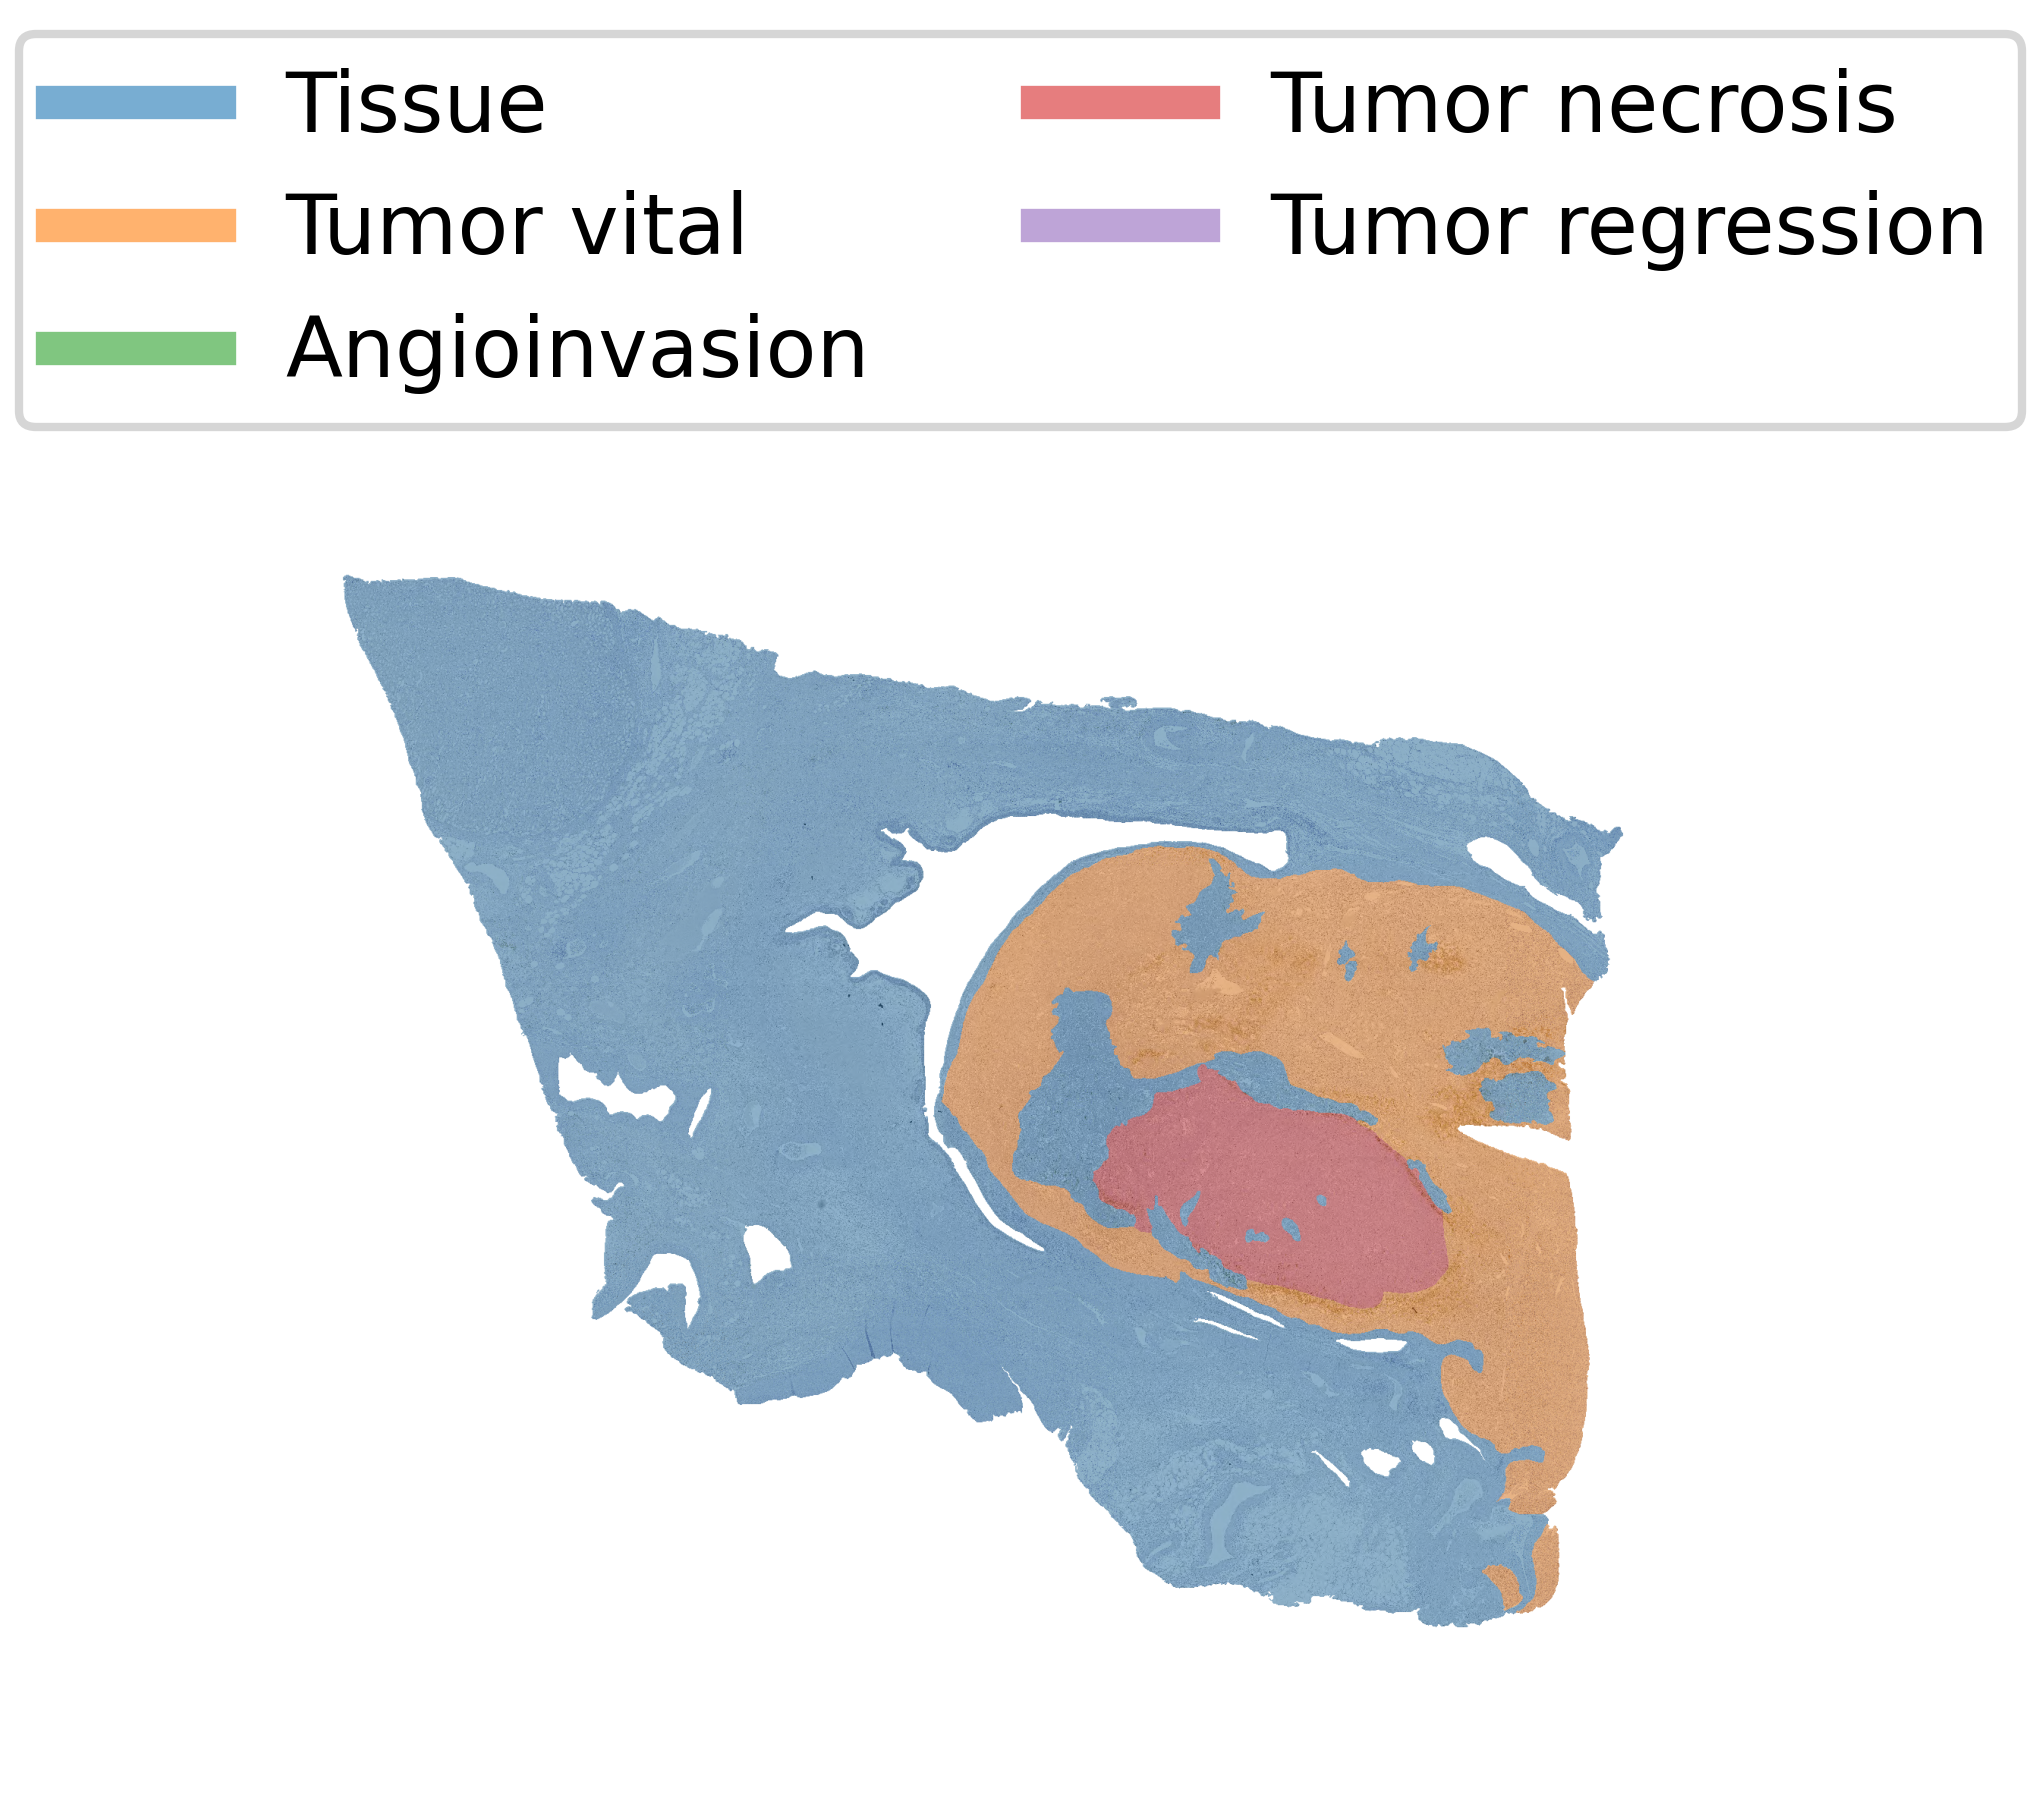 Tissue
Tumor vital
Angioinvasion
Tumor necrosis
Tumor regression